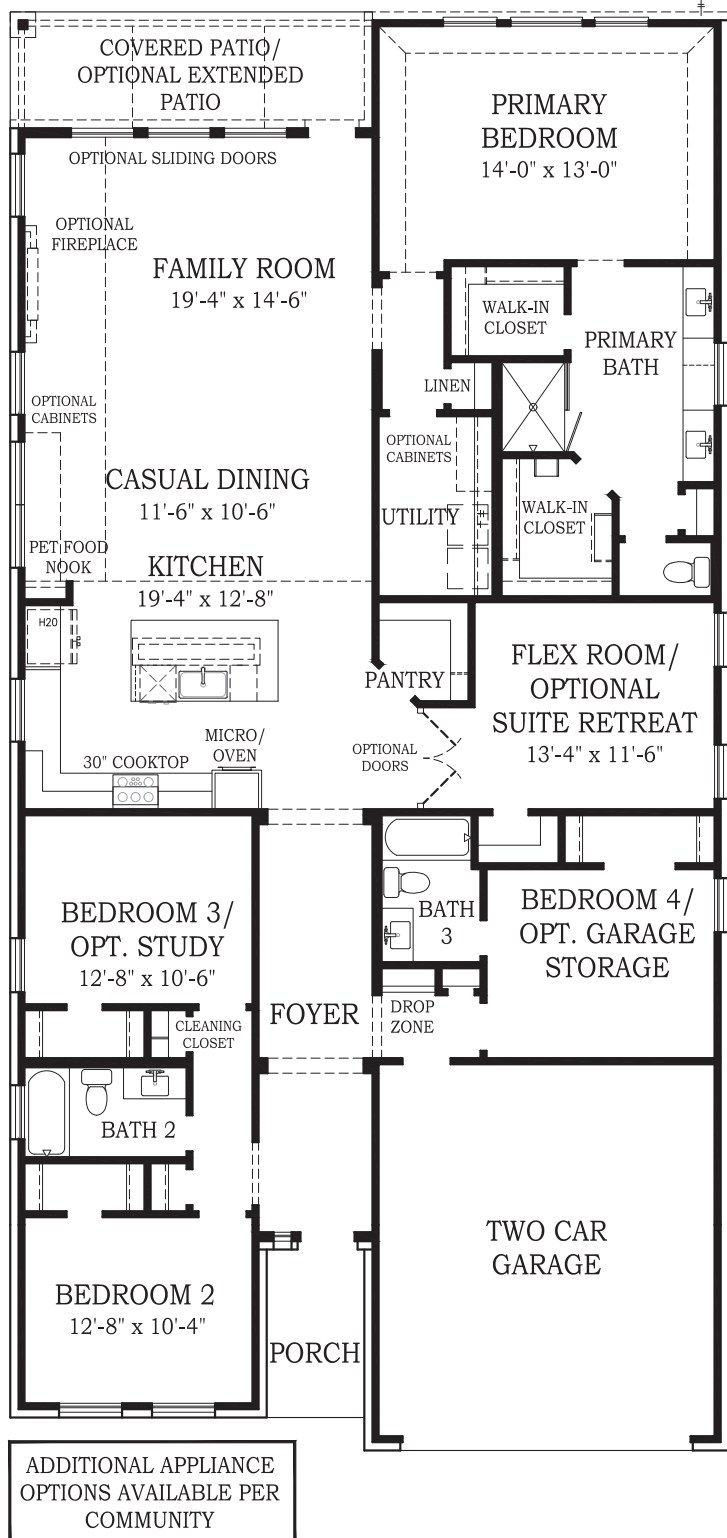 COVERED PATIO/
OPTIONAL EXTENDED
PATIO
OPTIONAL SLIDING DOORS
PRIMARY
BEDROOM
14'-0" x 13'-0"
OPTIONAL
FIREPLACE
FAMILY ROOM
19'-4" x 14'-6"
WALK-IN
CLOSET
PRIMARY
BATH
LINEN
OPTIONAL
CABINETS
OPTIONAL
CABINETS
CASUAL DINING
11'-6" x 10'-6"
UTILITY
WALK-IN
CLOSET
PET FOOD
NOOK
KITCHEN
19'-4" x 12'-8"
H20
PANTRY
FLEX ROOM/
OPTIONAL
SUITE RETREAT
13'-4" x 11'-6"
MICRO/
OVEN
30" COOKTOP
OPTIONAL
DOORS
BEDROOM 3/
OPT. STUDY
12'-8" x 10'-6"
BATH
3
BEDROOM 4/
OPT. GARAGE
STORAGE
FOYER
DROP
ZONE
CLEANING
CLOSET
BATH 2
TWO CAR
GARAGE
BEDROOM 2
12'-8" x 10'-4"
PORCH
ADDITIONAL APPLIANCE
OPTIONS AVAILABLE PER
COMMUNITY